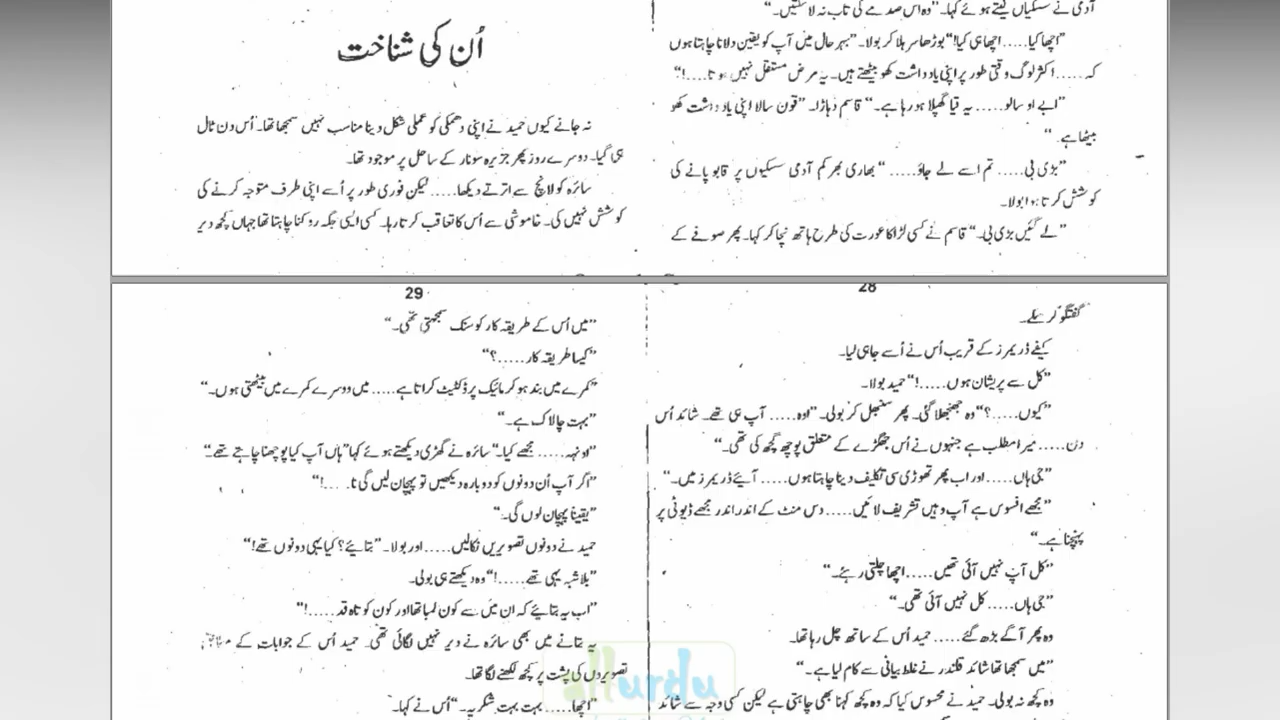 آدمی نے سسکیاں لیتے ہوئے کہا۔ "وہ اس صدمے کی تاب نہ لا سکتیں۔"
"اچھا کیا..... اچھا ہی کیا!" بوڑھا سر ہلا کر بولا۔ "بہر حال میں آپ کو یقین دلانا چاہتا ہوں
کہ..... اکثر لوگ وقتی طور پر اپنی یادداشت کھو بیٹھتے ہیں۔ یہ مرض مستقل نہیں ہوتا....!"
"ابے او سالو..... یہ قیا گھپلا ہو رہا ہے۔" قاسم دہاڑا۔ "قون سالا اپنی یادداشت کھو
بیٹھا ہے۔"
"بڑی بی..... تم اسے لے جاؤ....." بھاری بھرکم آدمی سسکیوں پر قابو پانے کی
کوشش کرتا ہوا بولا۔
"لے گئیں بڑی بی۔" قاسم نے کسی لڑاکا عورت کی طرح ہاتھ نچا کر کہا۔ پھر صوفے کے
اُن کی شناخت
نہ جانے کیوں حمید نے اپنی دھمکی کو عملی شکل دینا مناسب نہیں سمجھا تھا۔ اُس دن ٹال
ہی گیا۔ دوسرے روز پھر جزیرہ سونار کے ساحل پر موجود تھا۔
سائرہ کو لانچ سے اترتے دیکھا..... لیکن فوری طور پر اُسے اپنی طرف متوجہ کرنے کی
کوشش نہیں کی۔ خاموشی سے اُس کا تعاقب کرتا رہا۔ کسی ایسی جگہ روکنا چاہتا تھا جہاں کچھ دیر
28
گفتگو کر سکے۔
کیفے ڈریمرز کے قریب اُس نے اُسے جا ہی لیا۔
"کل سے پریشان ہوں.....!" حمید بولا۔
"کیوں.....؟" وہ جھنجھلا گئی۔ پھر سنبھل کر بولی۔ "اوہ..... آپ ہی تھے۔ شائد اُس
دن..... میرا مطلب ہے جنہوں نے اُس جھگڑے کے متعلق پوچھ گچھ کی تھی۔"
"جی ہاں..... اور اب پھر تھوڑی سی تکلیف دینا چاہتا ہوں..... آیئے ڈریمرز میں۔"
"مجھے افسوس ہے آپ وہیں تشریف لائیں..... دس منٹ کے اندر اندر مجھے ڈیوٹی پر
پہنچنا ہے۔"
"کل آپ نہیں آئی تھیں..... اچھا چلتی رہئے۔"
"جی ہاں..... کل نہیں آئی تھی۔"
وہ پھر آگے بڑھ گئے..... حمید اُس کے ساتھ چل رہا تھا۔
"میں سمجھا تھا شائد قلندر نے غلط بیانی سے کام لیا ہے۔"
وہ کچھ نہ بولی۔ حمید نے محسوس کیا کہ وہ کچھ کہنا بھی چاہتی ہے لیکن کسی وجہ سے شائد
29
"میں اُس کے طریقہ کار کو سنک سمجھتی تھی۔"
"کیسا طریقہ کار.....؟"
"کمرے میں بند ہو کر مائیک پر ڈکٹیٹ کراتا ہے..... میں دوسرے کمرے میں بیٹھتی ہوں۔"
"بہت چالاک ہے۔"
"اونہہ..... مجھے کیا۔" سائرہ نے گھڑی دیکھتے ہوئے کہا "ہاں آپ کیا پوچھنا چاہتے تھے۔"
"اگر آپ اُن دونوں کو دوبارہ دیکھیں تو پہچان لیں گی نا.....!"
"یقیناً پہچان لوں گی۔"
حمید نے دونوں تصویریں نکالیں..... اور بولا۔ "بتایئے؟ کیا یہی دونوں تھے!"
"بلا شبہ یہی تھے.....!" وہ دیکھتے ہی بولی۔
"اب یہ بتایئے کہ ان میں سے کون لمبا تھا اور کون کوتاہ قد.....!"
یہ بتانے میں بھی سائرہ نے دیر نہیں لگائی تھی۔ حمید اُس کے جوابات کے مطابق
تصویروں کی پشت پر کچھ لکھنے لگا تھا۔
"اچھا..... بہت بہت شکریہ۔" اُس نے کہا۔
allurdu